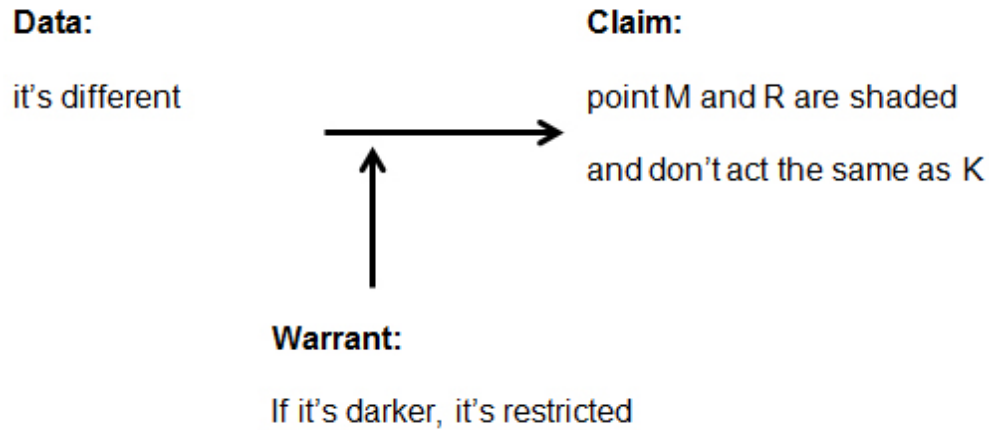 Data:
it's different
Claim:
point M and R are shaded
and don't act the same as K
Warrant:
If it's darker, it's restricted